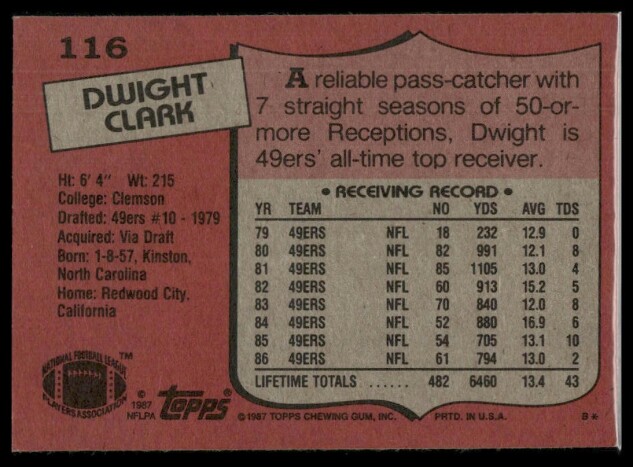 116
DWIGHT
CLARK
A reliable pass-catcher with
7 straight seasons of 50-or-
more Receptions, Dwight is
49ers' all-time top receiver.
Ht: 6' 4" Wt: 215
College: Clemson
Drafted: 49ers #10 - 1979
Acquired: Via Draft
Born: 1-8-57, Kinston,
North Carolina
Home: Redwood City,
California
• RECEIVING RECORD •
YR TEAM NO YDS AVG TDS
79 49ERS NFL 18 232 12.9 0
80 49ERS NFL 82 991 12.1 8
81 49ERS NFL 85 1105 13.0 4
82 49ERS NFL 60 913 15.2 5
83 49ERS NFL 70 840 12.0 8
84 49ERS NFL 52 880 16.9 6
85 49ERS NFL 54 705 13.1 10
86 49ERS NFL 61 794 13.0 2
LIFETIME TOTALS ...... 482 6460 13.4 43
NATIONAL FOOTBALL LEAGUE
PLAYERS ASSOCIATION
TM
© 1987 NFLPA
topps
© 1987 TOPPS CHEWING GUM, INC. PRTD. IN U.S.A. B*